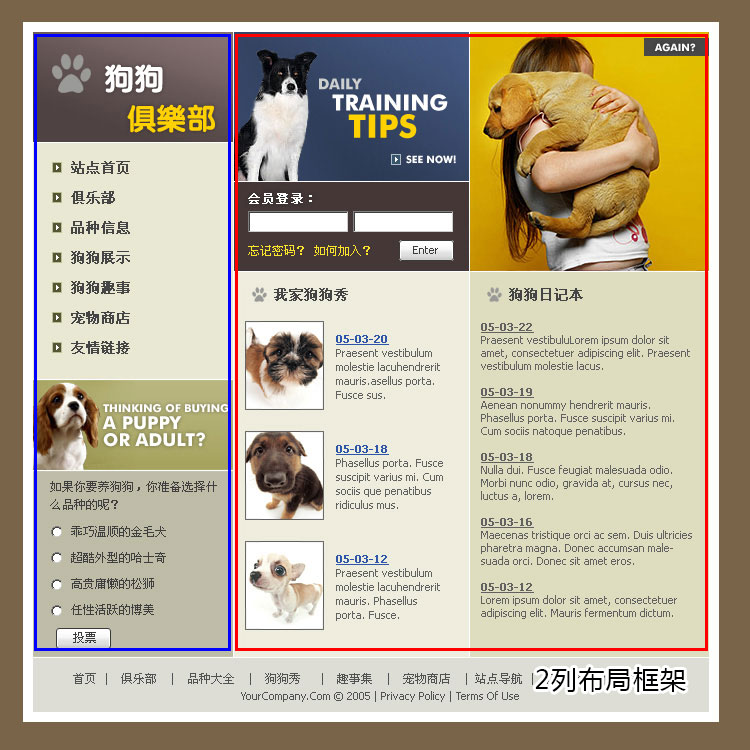 狗狗
俱樂部
站点首页
俱乐部
品种信息
狗狗展示
狗狗趣事
宠物商店
友情链接
THINKING OF BUYING
A PUPPY
OR ADULT?
如果你要养狗狗，你准备选择什
么品种的呢？
乖巧温顺的金毛犬
超酷外型的哈士奇
高贵庸懒的松狮
任性活跃的博美
投票
DAILY
TRAINING
TIPS
SEE NOW!
AGAIN?
会员登录：
忘记密码？ 如何加入？ Enter
我家狗狗秀
05-03-20
Praesent vestibulum
molestie lacuhendrerit
mauris.asellus porta.
Fusce sus.
05-03-18
Phasellus porta. Fusce
suscipit varius mi. Cum
sociis que penatibus
ridiculus mus.
05-03-12
Praesent vestibulum
molestie lacuhendrerit
mauris. Phasellus
porta. Fusce.
狗狗日记本
05-03-22
Praesent vestibuluLorem ipsum dolor sit
amet, consectetuer adipiscing elit. Praesent
vestibulum molestie lacus.
05-03-19
Aenean nonummy hendrerit mauris.
Phasellus porta. Fusce suscipit varius mi.
Cum sociis natoque penatibus.
05-03-18
Nulla dui. Fusce feugiat malesuada odio.
Morbi nunc odio, gravida at, cursus nec,
luctus a, lorem.
05-03-16
Maecenas tristique orci ac sem. Duis ultricies
pharetra magna. Donec accumsan male-
suada orci. Donec sit amet eros.
05-03-12
Lorem ipsum dolor sit amet, consectetuer
adipiscing elit. Mauris fermentum dictum.
首页 | 俱乐部 | 品种大全 | 狗狗秀 | 趣事集 | 宠物商店 | 站点导航 |
YourCompany.Com © 2005 | Privacy Policy | Terms Of Use
2列布局框架